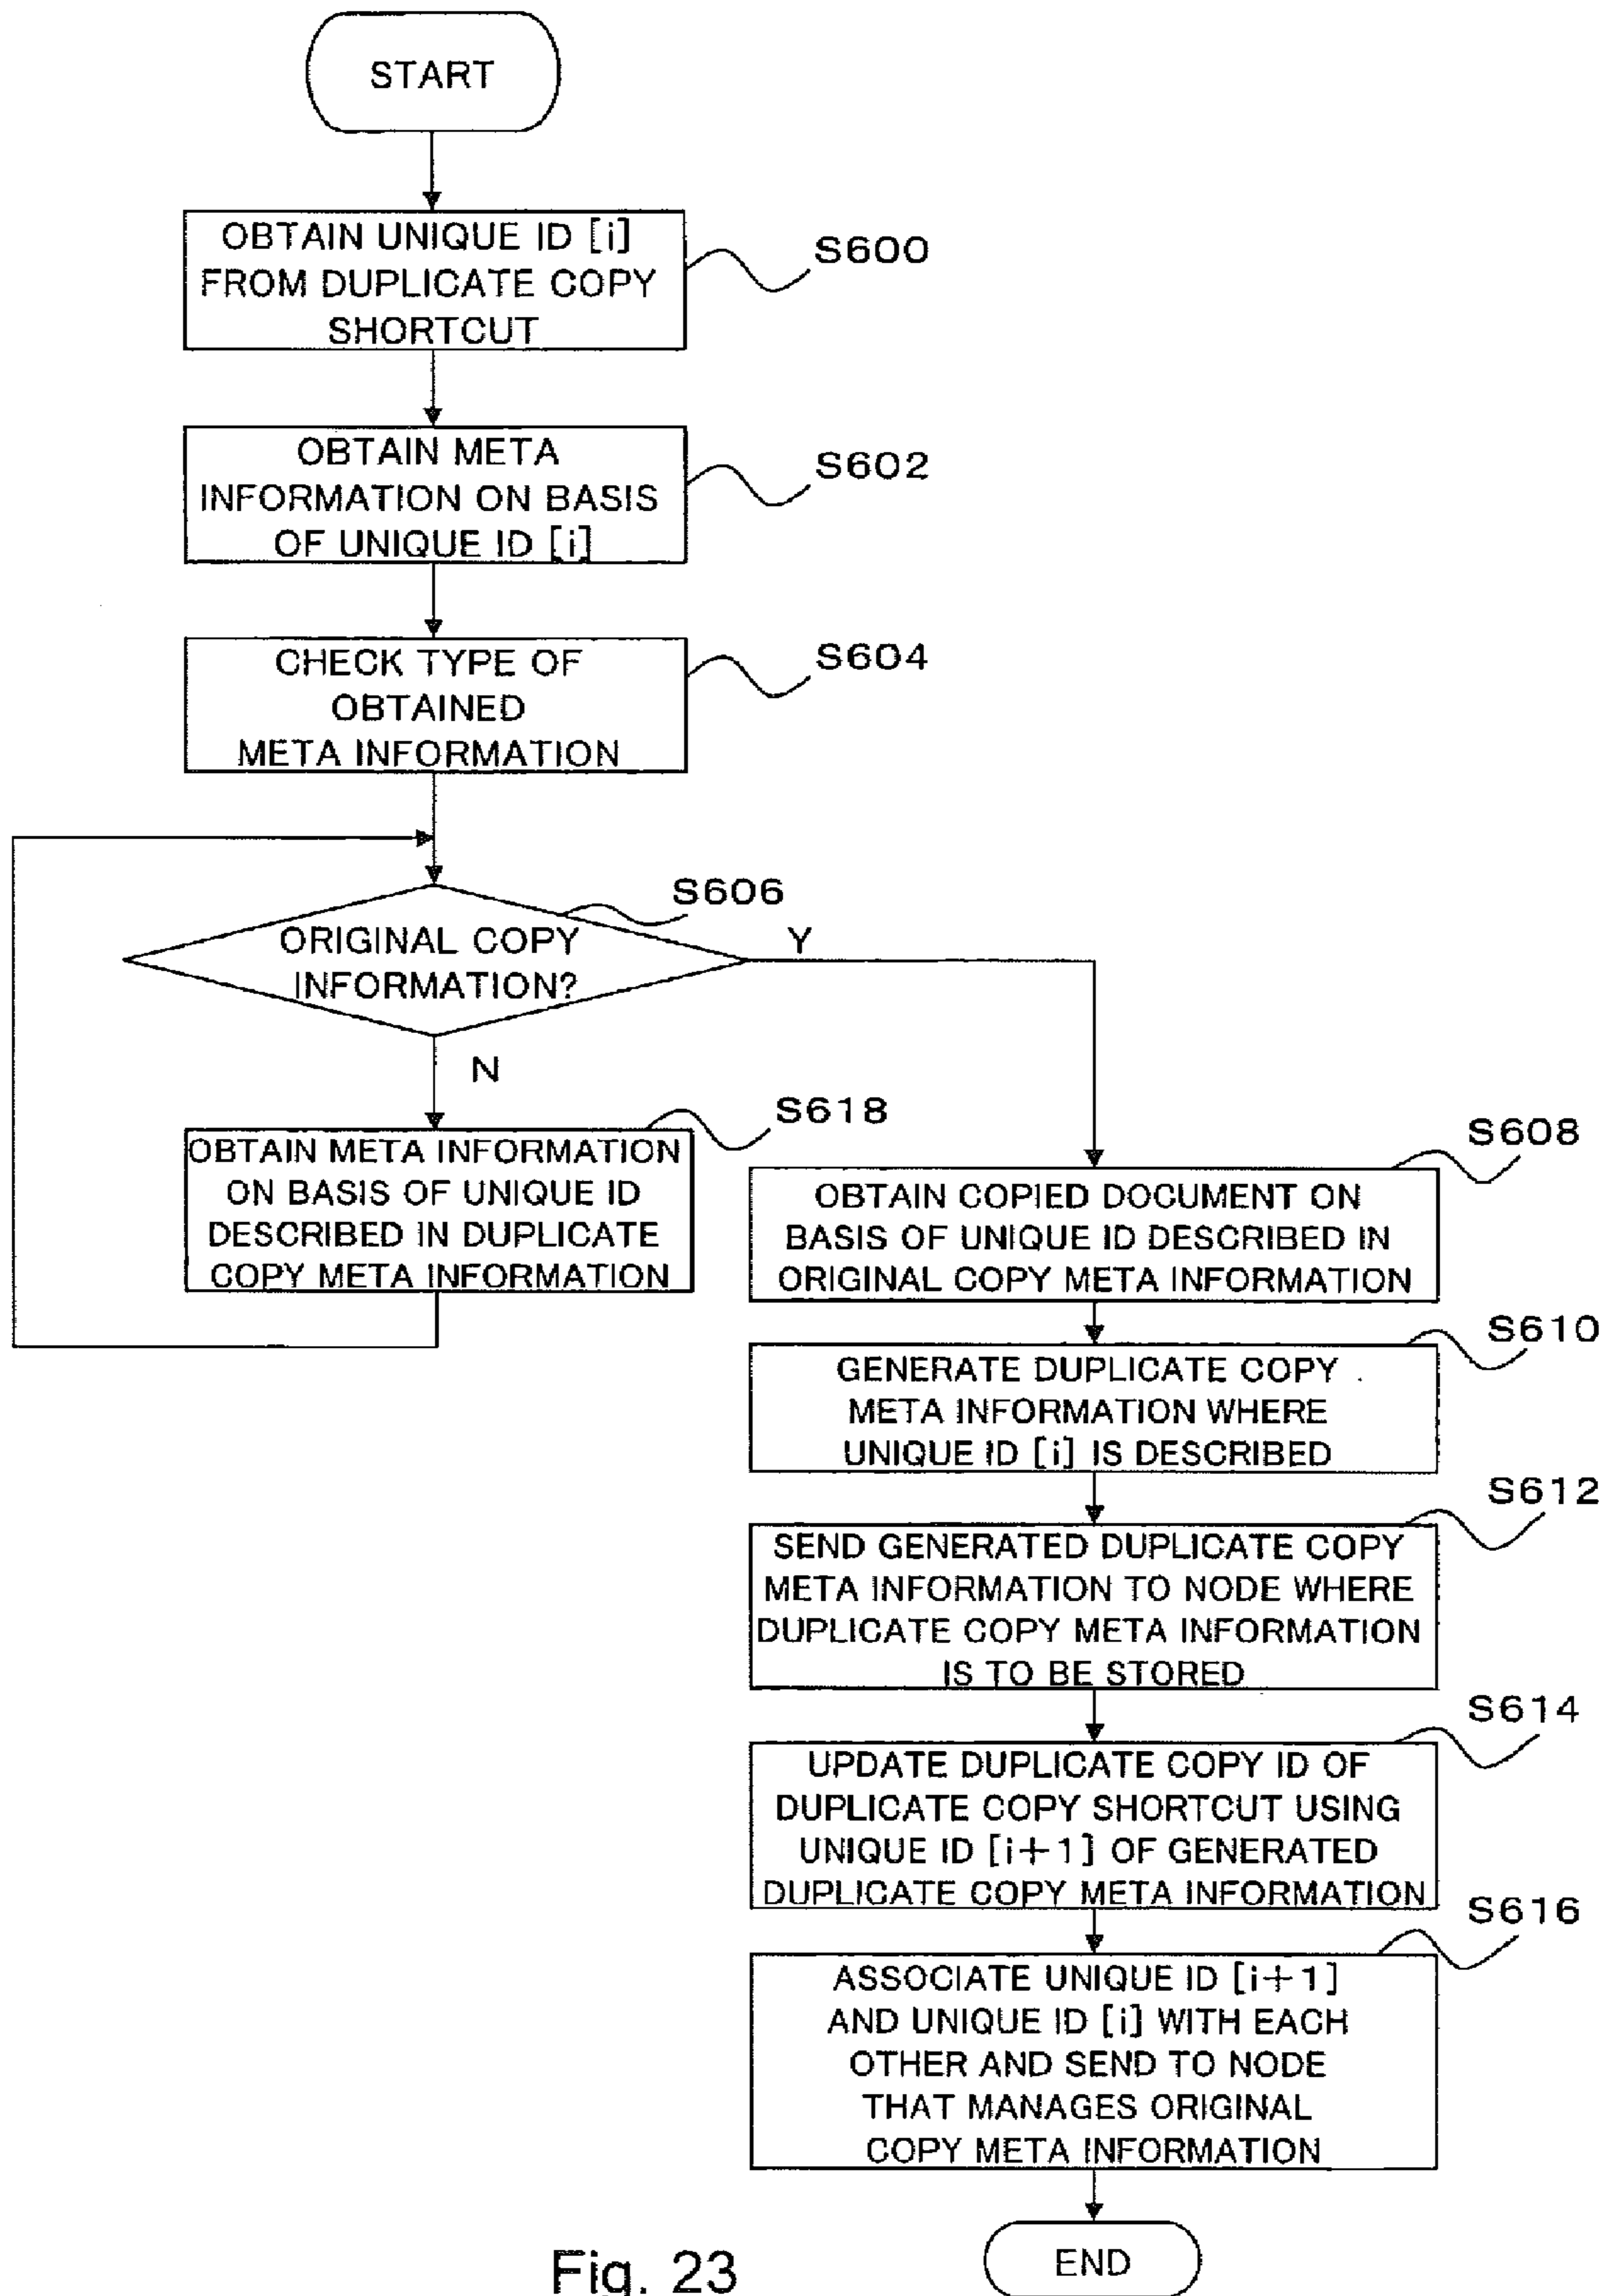 START
OBTAIN UNIQUE ID [i]
FROM DUPLICATE COPY
SHORTCUT
S600
OBTAIN META
INFORMATION ON BASIS
OF UNIQUE ID [i]
S602
CHECK TYPE OF
OBTAINED
META INFORMATION
S604
S606
ORIGINAL COPY
INFORMATION?
Y
N
S618
OBTAIN META INFORMATION
ON BASIS OF UNIQUE ID
DESCRIBED IN DUPLICATE
COPY META INFORMATION
S608
OBTAIN COPIED DOCUMENT ON
BASIS OF UNIQUE ID DESCRIBED IN
ORIGINAL COPY META INFORMATION
S610
GENERATE DUPLICATE COPY
META INFORMATION WHERE
UNIQUE ID [i] IS DESCRIBED
S612
SEND GENERATED DUPLICATE COPY
META INFORMATION TO NODE WHERE
DUPLICATE COPY META INFORMATION
IS TO BE STORED
S614
UPDATE DUPLICATE COPY ID OF
DUPLICATE COPY SHORTCUT USING
UNIQUE ID [i+1] OF GENERATED
DUPLICATE COPY META INFORMATION
S616
ASSOCIATE UNIQUE ID [i+1]
AND UNIQUE ID [i] WITH EACH
OTHER AND SEND TO NODE
THAT MANAGES ORIGINAL
COPY META INFORMATION
END
Fig. 23